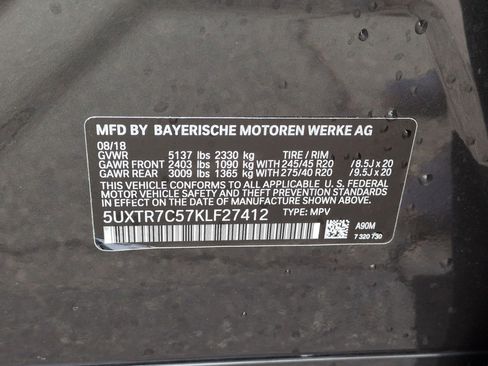 MFD BY BAYERISCHE MOTOREN WERKE AG
08/18
GVWR 5137 lbs 2330 kg TIRE / RIM
GAWR FRONT 2403 lbs 1090 kg WITH 245/45 R20 / 8.5J x 20
GAWR REAR 3009 lbs 1365 kg WITH 275/40 R20 / 9.5J x 20
THIS VEHICLE CONFORMS TO ALL APPLICABLE U. S. FEDERAL
MOTOR VEHICLE SAFETY AND THEFT PREVENTION STANDARDS
IN EFFECT ON THE DATE OF MANUFACTURE SHOWN ABOVE.
5UXTR7C57KLF27412 TYPE: MPV
A90M
7 320 730